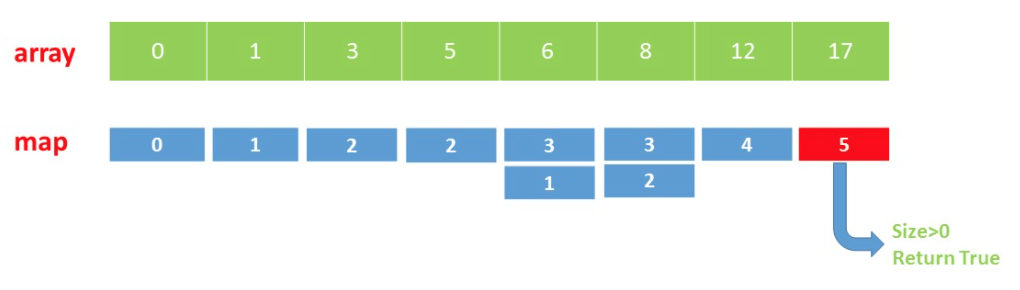 array 0 1 3 5 6 8 12 17
map 0 1 2 2 3 3 4 5
1 2
Size>0
Return True